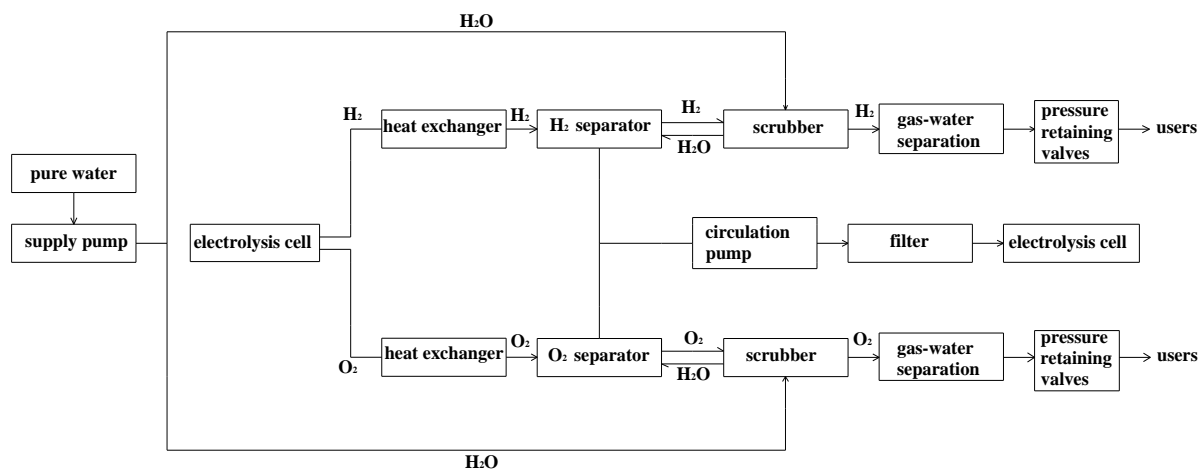 H₂O
H₂
heat exchanger
H₂
H₂ separator
H₂
H₂O
scrubber
H₂
gas-water
separation
pressure
retaining
valves
users
pure water
supply pump
electrolysis cell
circulation
pump
filter
electrolysis cell
O₂
heat exchanger
O₂
O₂ separator
O₂
H₂O
scrubber
O₂
gas-water
separation
pressure
retaining
valves
users
H₂O